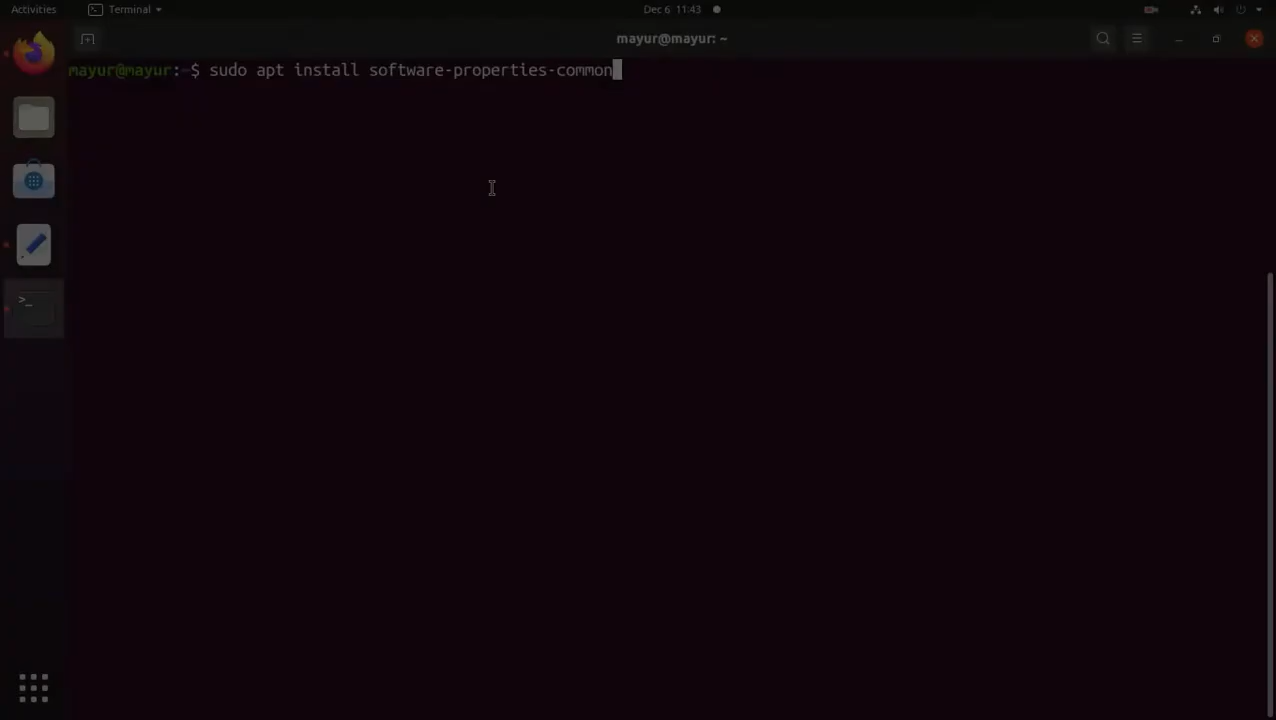 Activities Terminal Dec 6 11:43
mayur@mayur: ~
mayur@mayur:~$ sudo apt install software-properties-common
>_